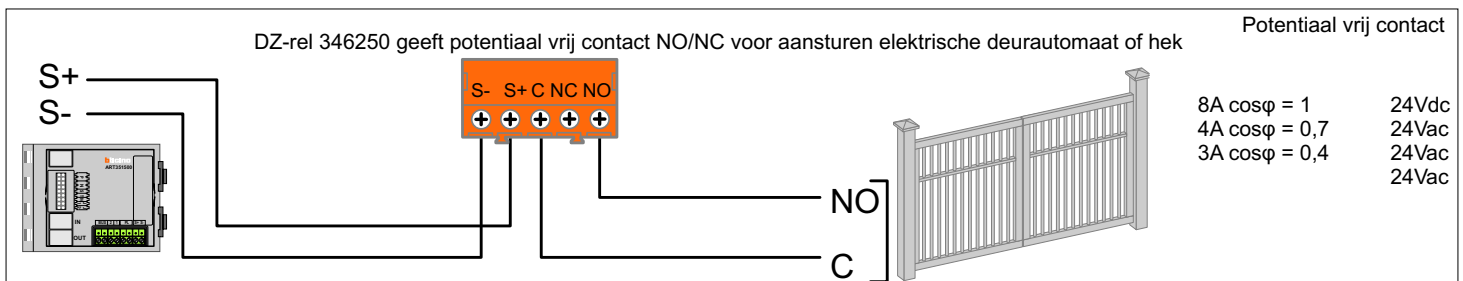 Potentiaal vrij contact
DZ-rel 346250 geeft potentiaal vrij contact NO/NC voor aansturen elektrische deurautomaat of hek
S+
S-
S- S+ C NC NO
8A cosφ = 1 24Vdc
4A cosφ = 0,7 24Vac
3A cosφ = 0,4 24Vac
24Vac
bticino
ART351500
IN
OUT
NO
C